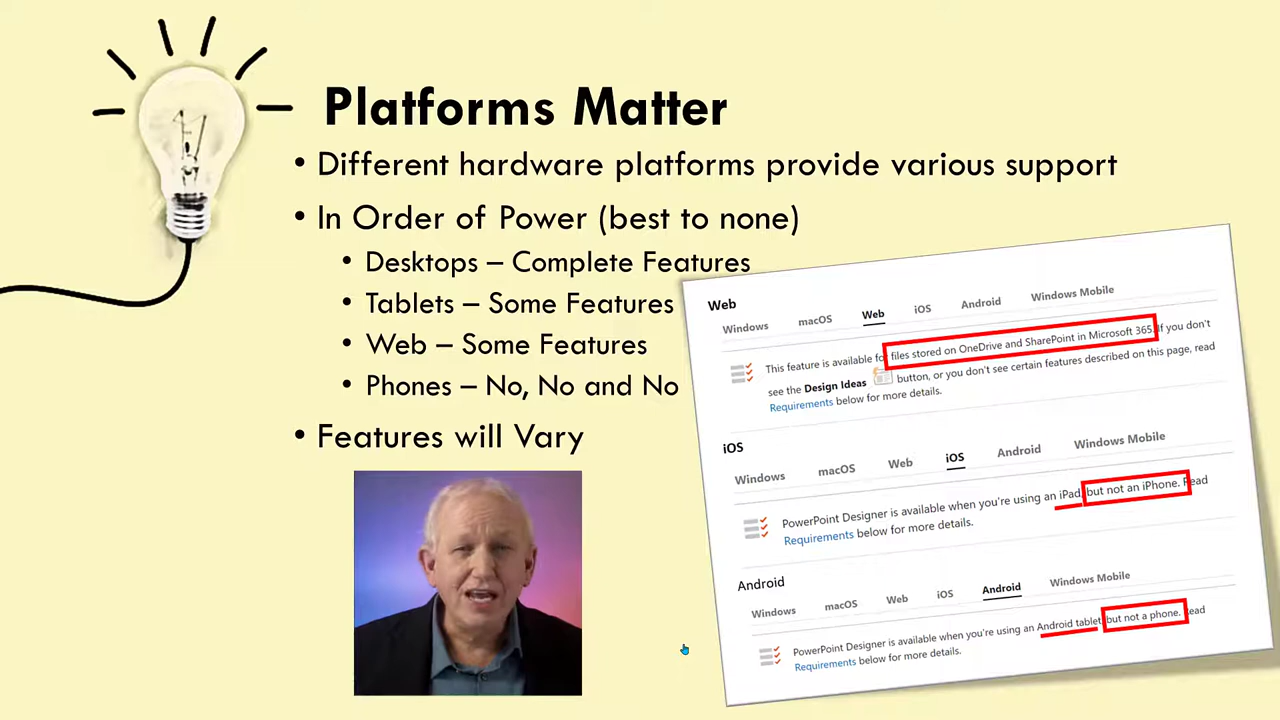 Platforms Matter
• Different hardware platforms provide various support
• In Order of Power (best to none)
• Desktops – Complete Features
• Tablets – Some Features
• Web – Some Features
• Phones – No, No and No
• Features will Vary
Web
Windows macOS Web iOS Android Windows Mobile
This feature is available for files stored on OneDrive and SharePoint in Microsoft 365. If you don't
see the Design Ideas button, or you don't see certain features described on this page, read
Requirements below for more details.
iOS
Windows macOS Web iOS Android Windows Mobile
PowerPoint Designer is available when you're using an iPad, but not an iPhone. Read
Requirements below for more details.
Android
Windows macOS Web iOS Android Windows Mobile
PowerPoint Designer is available when you're using an Android tablet, but not a phone. Read
Requirements below for more details.